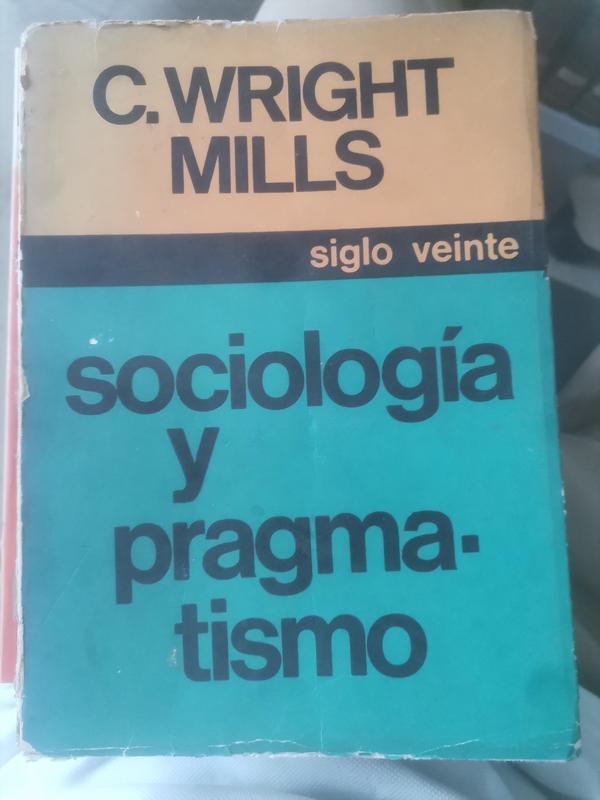 C. WRIGHT
MILLS
siglo veinte
sociología
y
pragma-
tismo